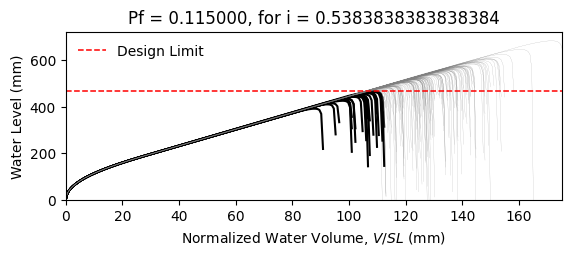 Pf = 0.115000, for i = 0.5383838383838384
Design Limit
Water Level (mm)
600
400
200
0
0 20 40 60 80 100 120 140 160
Normalized Water Volume, V/SL (mm)